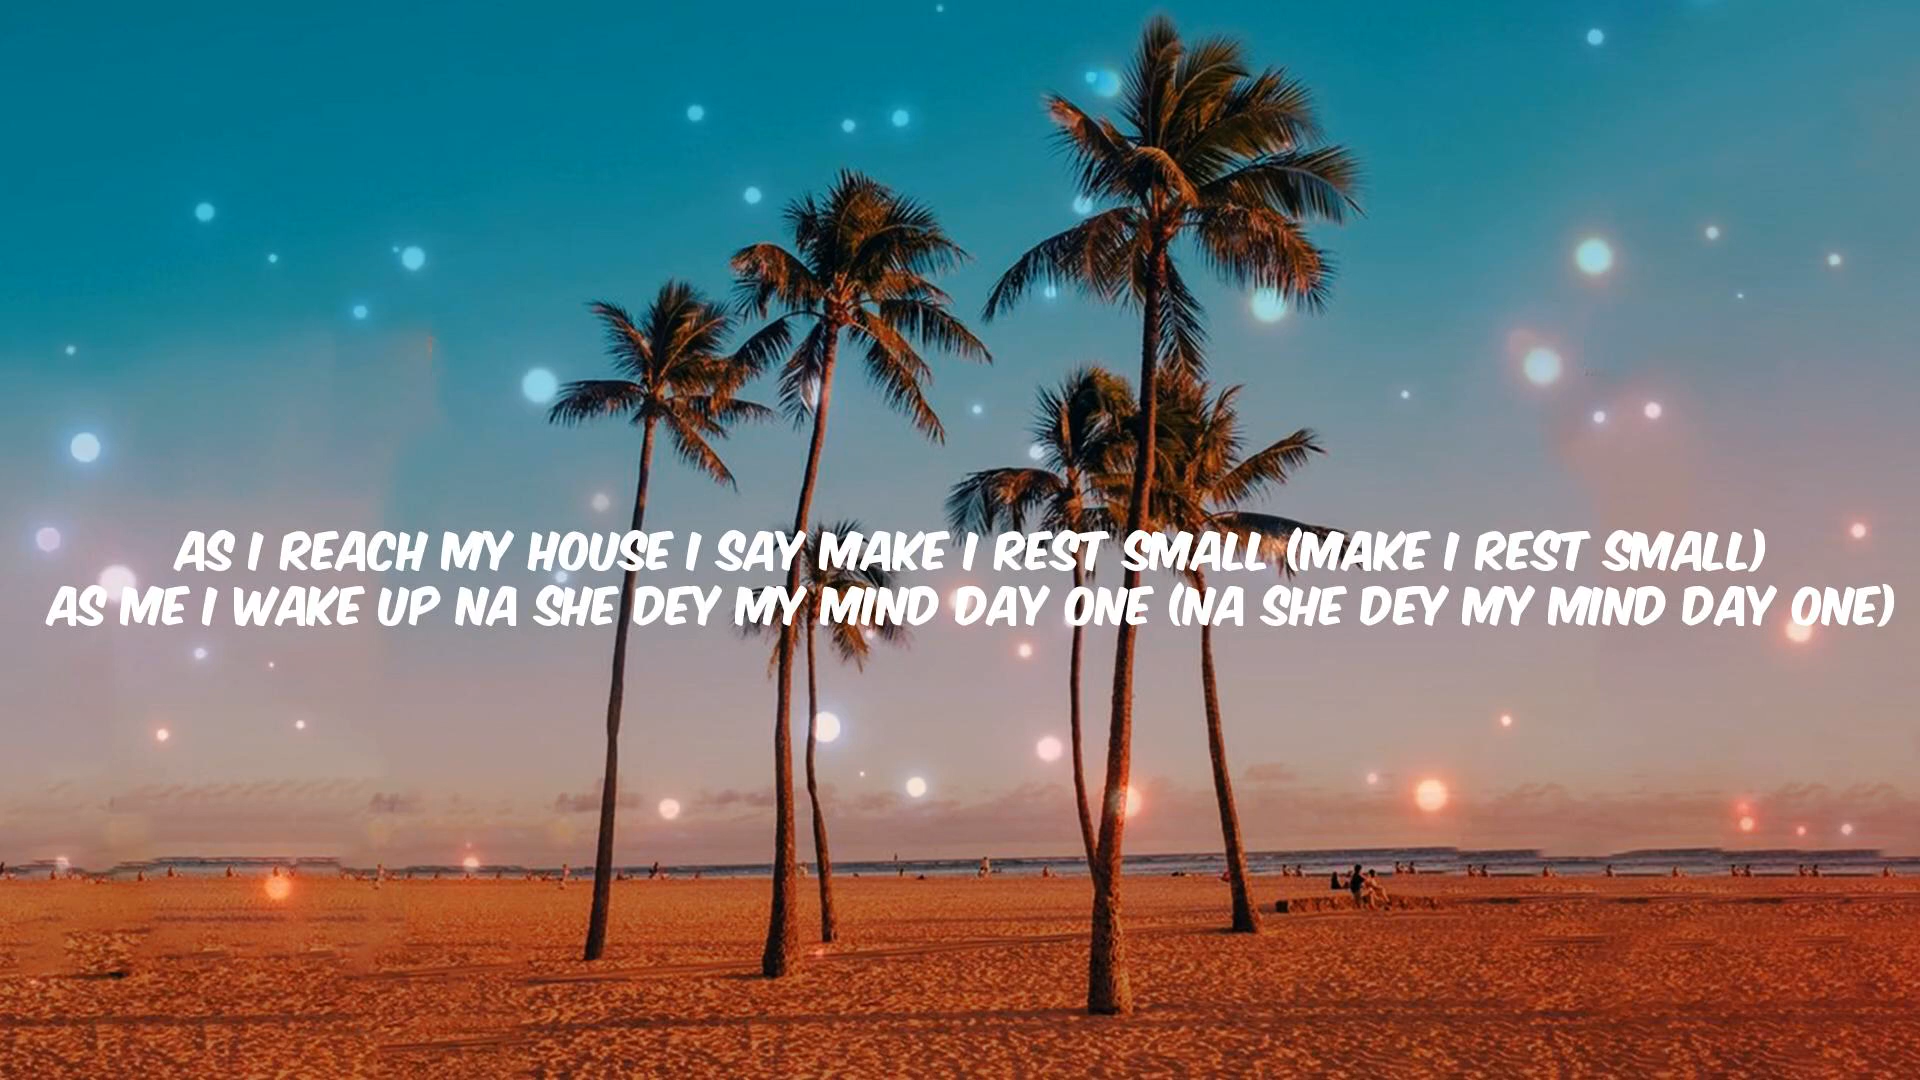 AS I REACH MY HOUSE I SAY MAKE I REST SMALL (MAKE I REST SMALL)
AS ME I WAKE UP NA SHE DEY MY MIND DAY ONE (NA SHE DEY MY MIND DAY ONE)